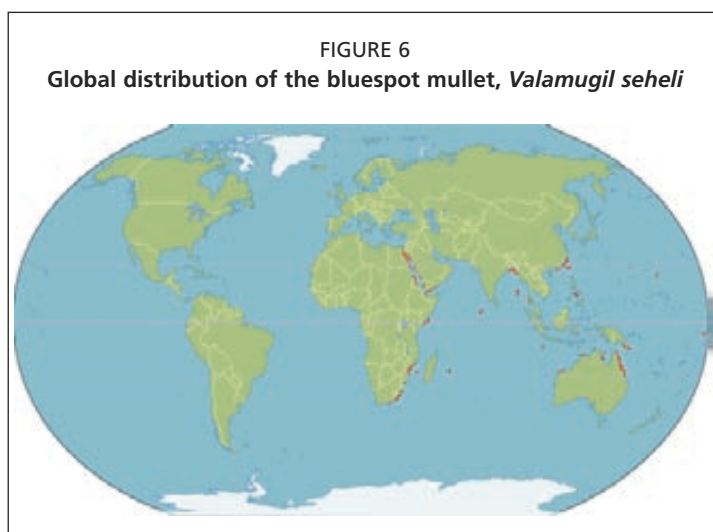 FIGURE 6
Global distribution of the bluespot mullet, Valamugil seheli